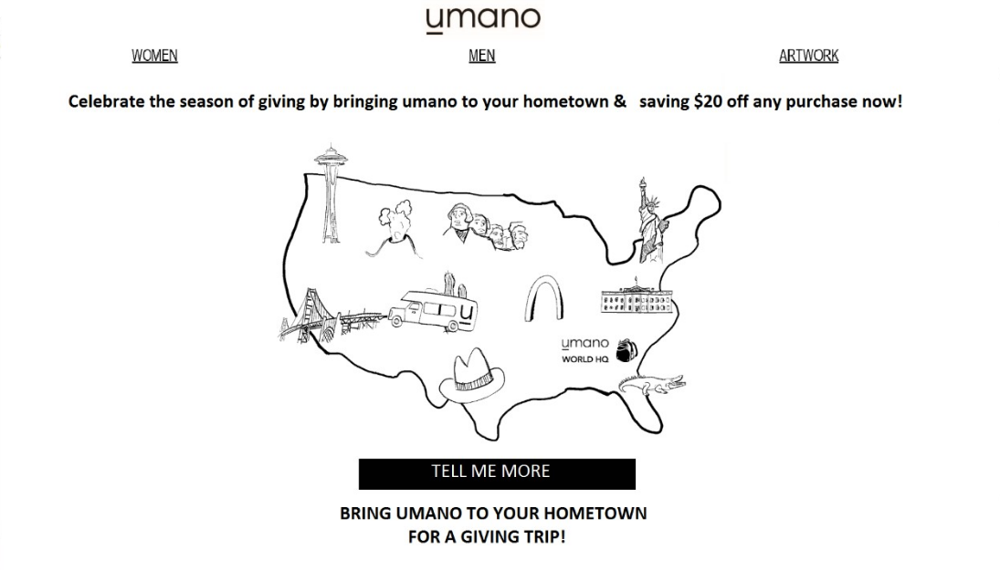 umano
WOMEN MEN ARTWORK
Celebrate the season of giving by bringing umano to your hometown & saving $20 off any purchase now!
u
umano
WORLD HQ
TELL ME MORE
BRING UMANO TO YOUR HOMETOWN
FOR A GIVING TRIP!